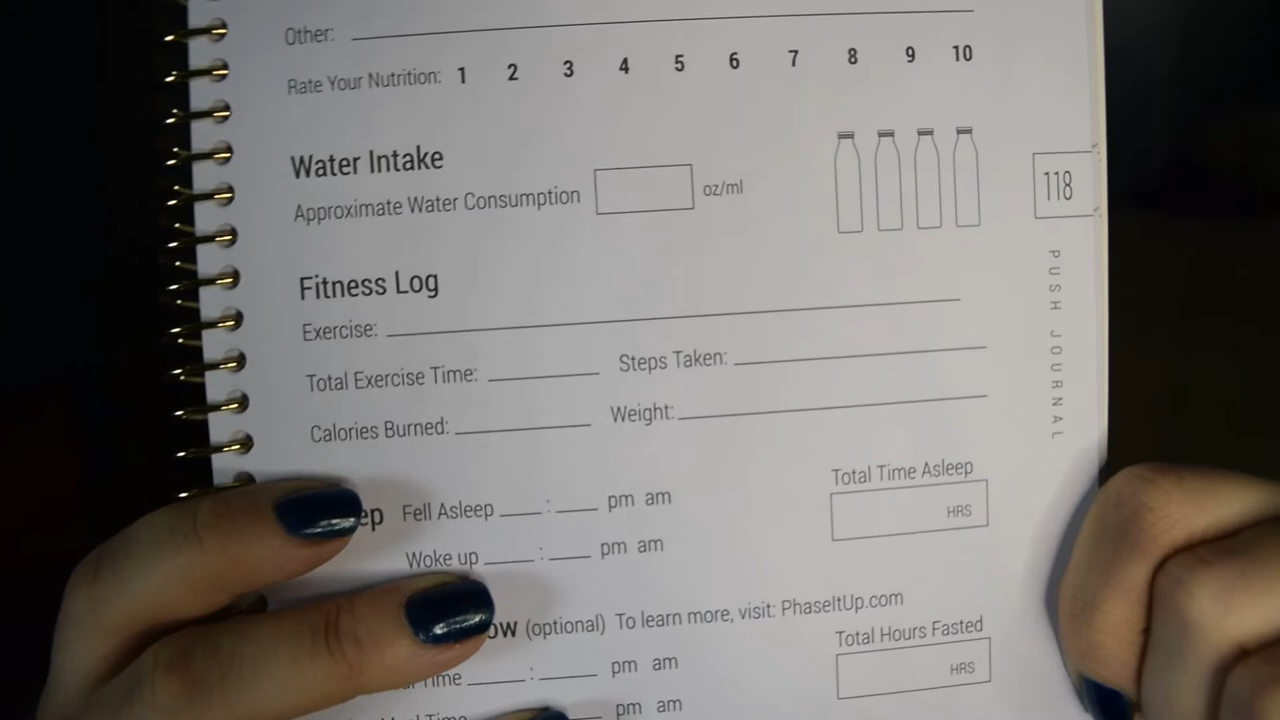 Other:
Rate Your Nutrition: 1 2 3 4 5 6 7 8 9 10
Water Intake
Approximate Water Consumption oz/ml
118
PUSH JOURNAL
Fitness Log
Exercise:
Total Exercise Time: Steps Taken:
Calories Burned: Weight:
Total Time Asleep
Fell Asleep : pm am
HRS
Woke up : pm am
(optional) To learn more, visit: PhaseItUp.com
Total Hours Fasted
Time : pm am
HRS
Time pm am